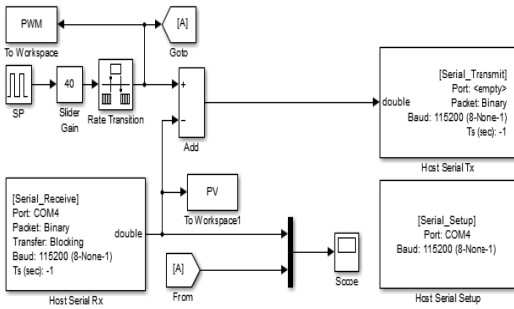 PWM
To Workspace
[A]
Goto
SP
40
Slider
Gain
Rate Transition
+
−
Add
double
[Serial_Transmit]
Port: <empty>
Packet: Binary
Baud: 115200 (8-None-1)
Ts (sec): -1
Host Serial Tx
[Serial_Receive]
Port: COM4
Packet: Binary
Transfer: Blocking
Baud: 115200 (8-None-1)
Ts (sec): -1
double
Host Serial Rx
PV
To Workspace1
[A]
From
Scope
[Serial_Setup]
Port: COM4
Baud: 115200 (8-None-1)
Host Serial Setup